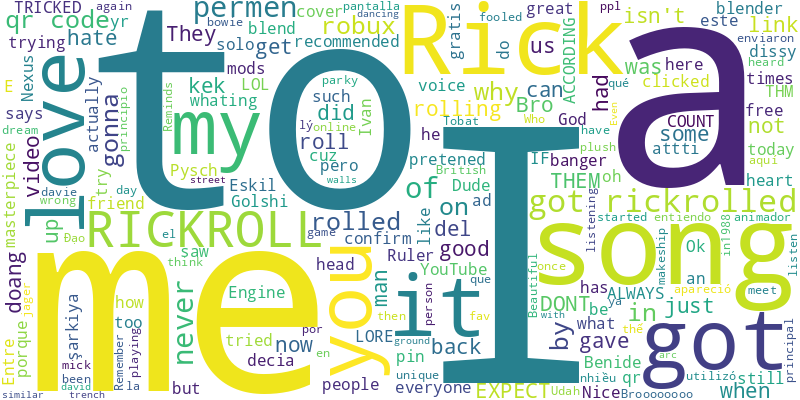 TRICKED
yr
again
bowie
cover
pantalla
dancing
fooled
great
gratis
ppl
enviaron
este
blender
qr code
permen
They
solo
blend
get
recommended
robux
do
us
Rick
isn't
link
dissy
trying
hate
Nexus
mods
LOL
kek
whating
such
did
voice
rolling
why
Bro
can
ACCORDING
was
here
qué
heard
clicked
times
THM
E
says
dream
video
love
actually
gonna
principio
to
my
Reminds
parky
lý
online
Ivan
roll
cuz
pero
he
Tobat
Who
God
had
Even
a
COUNT
some
attti
free
not
today
aquí
masterpiece
davie
wrong
try
day
friend
Pysch
Eskil
Golshi
street
walls
pretened
British
of
Dude
IF
banger
THEM
have
plush
oh
heart
up
Đạo
RICKROLL
rolled
confirm
game
like
on
ad
del
good
I
got
rickrolled
listening
started
entiendo
animador
in1988
song
listen
doang
şarkiya
el
saw
think
head
you
man
Ruler
YouTube
Beautiful
once
DONT
ALWAYS
makeship
Ok
an
apareció
meet
Entre
porque
jager
how
never
me
Engine
tried
it
LORE
person
then
que
fav
by
has
what
be
ya
in
just
got
mick
been
too
Remember
playing
now
decia
por
en
pin
back
ground
with
gave
the
Benide
arc
utilizó
principal
similar
david
la
trench
but
people
everyone
unique
EXPECT
Udah
Nice
nhiều
qr
Brooooooooo
still
when